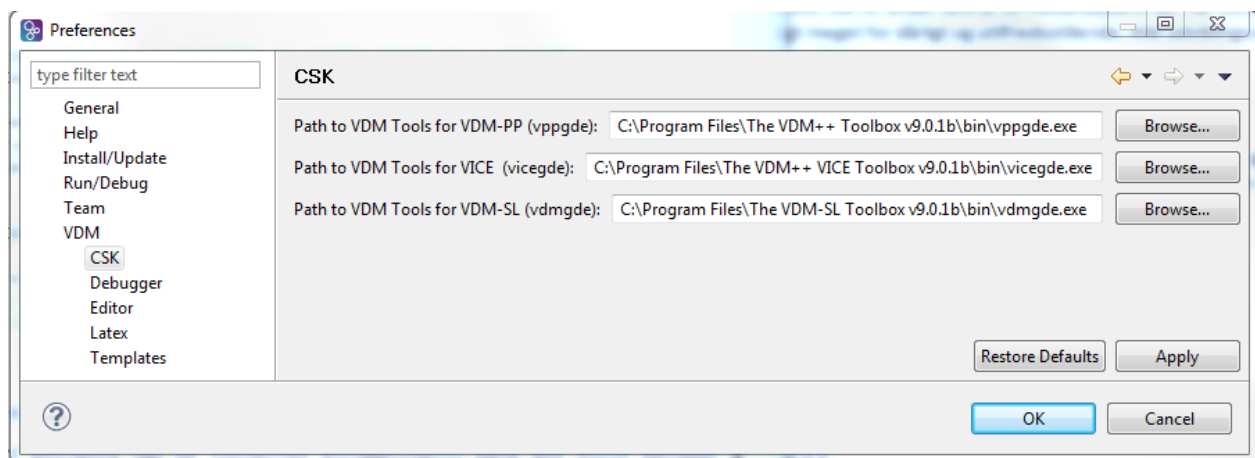 Preferences
type filter text
General
Help
Install/Update
Run/Debug
Team
VDM
CSK
Debugger
Editor
Latex
Templates
CSK
Path to VDM Tools for VDM-PP (vppgde): C:\Program Files\The VDM++ Toolbox v9.0.1b\bin\vppgde.exe Browse...
Path to VDM Tools for VICE (vicegde): C:\Program Files\The VDM++ VICE Toolbox v9.0.1b\bin\vicegde.exe Browse...
Path to VDM Tools for VDM-SL (vdmgde): C:\Program Files\The VDM-SL Toolbox v9.0.1b\bin\vdmgde.exe Browse...
Restore Defaults Apply
? OK Cancel